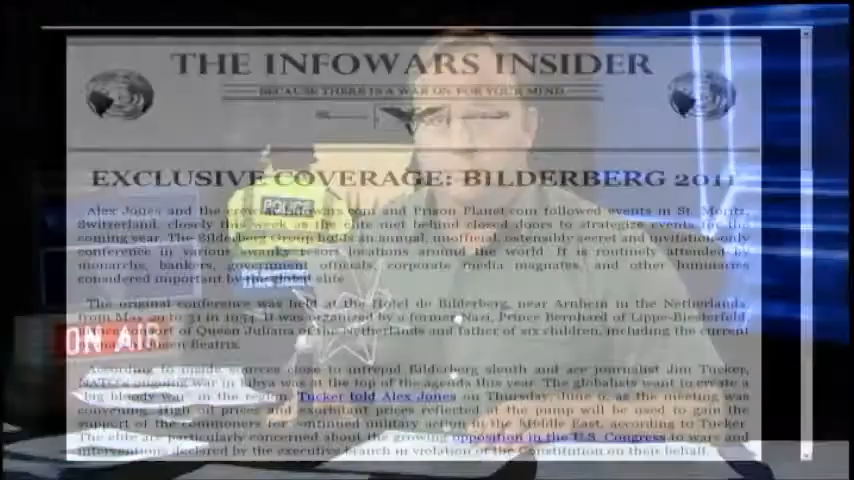 THE INFOWARS INSIDER
BECAUSE THERE IS A WAR ON FOR YOUR MIND
EXCLUSIVE COVERAGE: BILDERBERG 2011
POLICE
Alex Jones and the crew Infowars.com and Prison Planet.com followed events in St. Moritz,
Switzerland, closely this week as the elite met behind closed doors to strategize events for the
coming year. The Bilderberg Group holds an annual, unofficial, ostensibly secret and invitation-only
conference in various swanky resort locations around the world. It is routinely attended by
monarchs, bankers, government officials, corporate media magnates, and other luminaries
considered important by the global elite.
The original conference was held at the Hotel de Bilderberg, near Arnhem in the Netherlands,
from May 29 to 31 in 1954. It was organized by a former Nazi, Prince Bernhard of Lippe-Biesterfeld,
consort of Queen Juliana of the Netherlands and father of six children, including the current
Queen Beatrix.
ON AIR
According to close intrepid Bilderberg sleuth and ace journalist Jim Tucker,
NATO's ongoing war in Libya was at the top of the agenda this year. The globalists want to create a
big bloody war in the Tucker told Alex Jones on Thursday, June as the meeting was
convening. High oil prices and exorbitant prices reflected at the pump will be used to gain the
support of the commoners for continued military in the Middle East, according to Tucker.
The elite are particularly concerned about the growing opposition in the U.S. Congress to wars and
interventions declared by the executive branch in violation of the Constitution on their behalf.